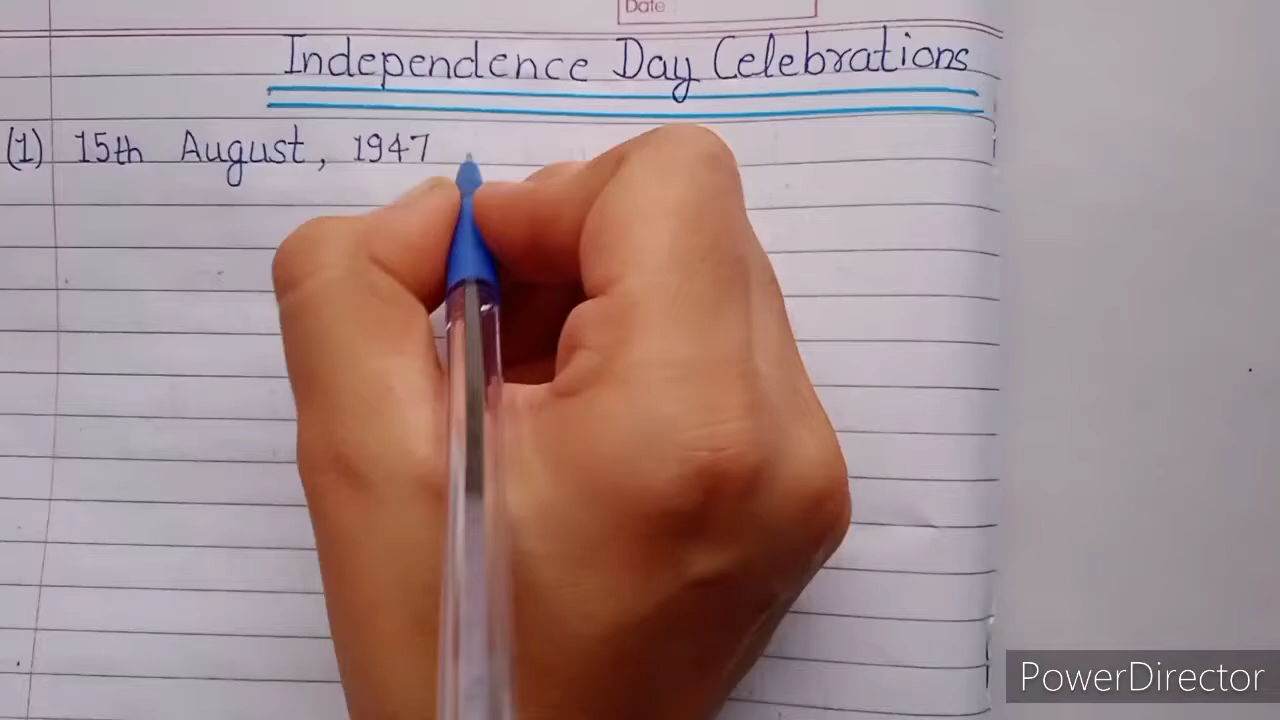 Date
Independence Day Celebrations
(1) 15th August, 1947
PowerDirector